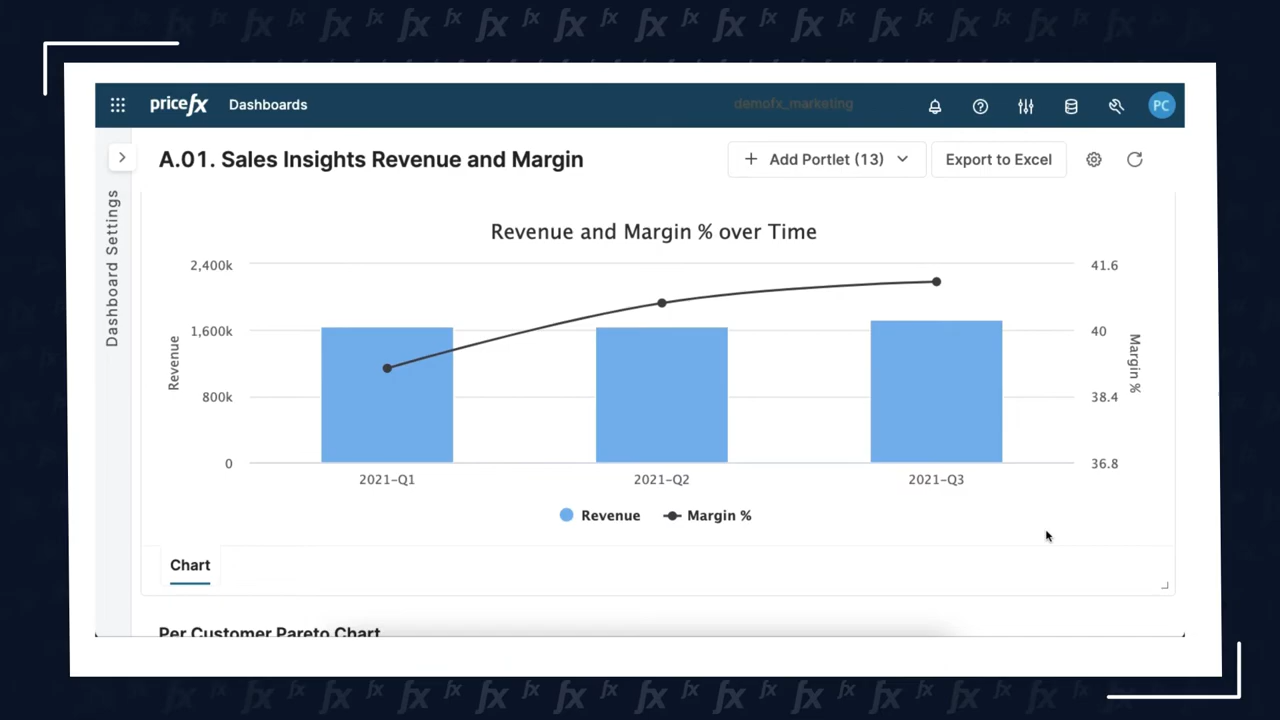 pricefx Dashboards demofx_marketing PC
A.01. Sales Insights Revenue and Margin + Add Portlet (13) Export to Excel
Dashboard Settings
Revenue and Margin % over Time
2,400k 41.6
1,600k 40
800k 38.4
0 36.8
Revenue
Margin %
2021-Q1 2021-Q2 2021-Q3
Revenue Margin %
Chart
Per Customer Pareto Chart